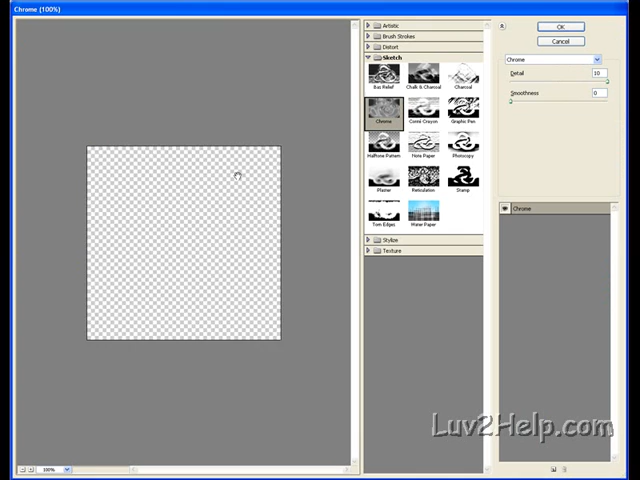 Chrome (100%)
Artistic
Brush Strokes
Distort
Sketch
Bas Relief
Chalk & Charcoal
Charcoal
Chrome
Conté Crayon
Graphic Pen
Halftone Pattern
Note Paper
Photocopy
Plaster
Reticulation
Stamp
Torn Edges
Water Paper
Stylize
Texture
OK
Cancel
Chrome
Detail
10
Smoothness
0
Chrome
100%
Luv2Help.com